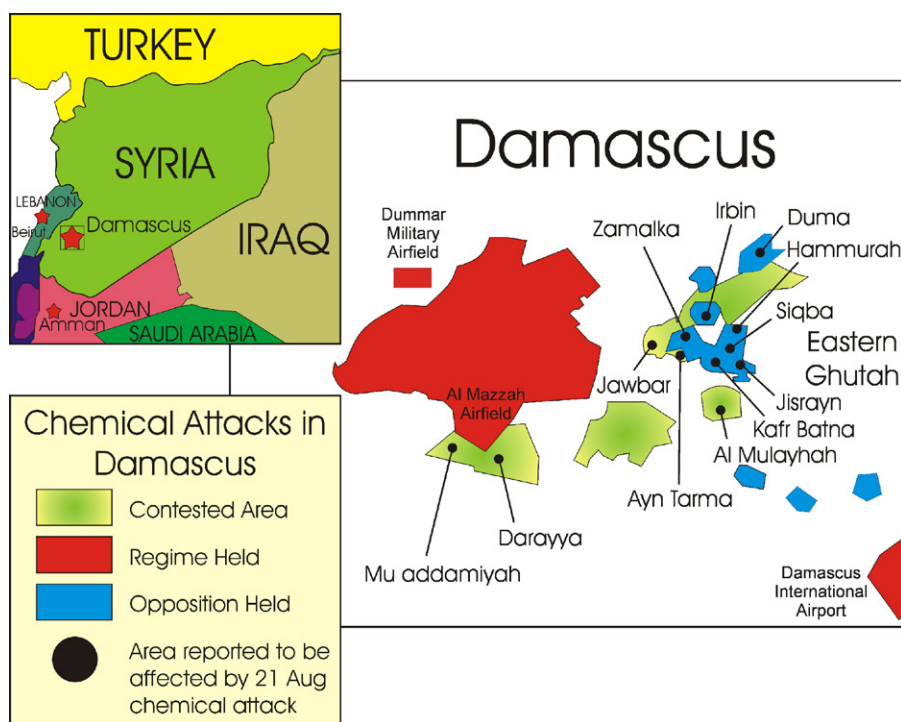 TURKEY
SYRIA
LEBANON
Beirut
Damascus
IRAQ
JORDAN
Amman
SAUDI ARABIA
Damascus
Dummar
Military
Airfield
Zamalka
Irbin
Duma
Hammurah
Siqba
Eastern
Ghutah
Jawbar
Jisrayn
Kafr Batna
Al Mulayhah
Ayn Tarma
Al Mazzah
Airfield
Darayya
Mu addamiyah
Damascus
International
Airport
Chemical Attacks in
Damascus
Contested Area
Regime Held
Opposition Held
Area reported to be
affected by 21 Aug
chemical attack